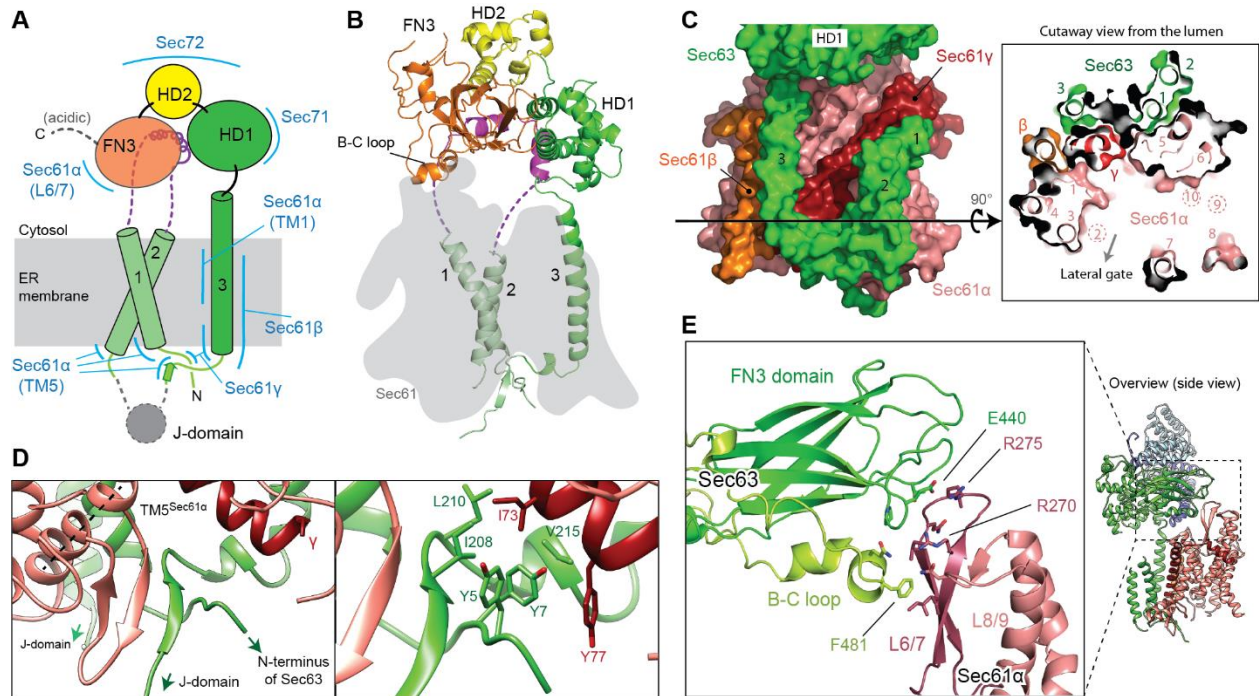 A
Sec72
HD2
(acidic)
C
FN3
HD1
Sec71
Sec61α
(L6/7)
Sec61α
(TM1)
Cytosol
ER
membrane
1
2
3
Sec61β
Sec61α
(TM5)
N
Sec61γ
J-domain
B
FN3
HD2
HD1
B-C loop
1
2
3
Sec61
C
HD1
Sec63
Sec61γ
Sec61β
3
1
2
Sec61α
90°
Cutaway view from the lumen
Sec63
2
3
1
β
γ
5
6
1
4
3
2
10
9
Sec61α
7
8
Lateral gate
D
TM5Sec61α
γ
J-domain
J-domain
N-terminus
of Sec63
L210
I73
I208
V215
Y5
Y7
Y77
E
FN3 domain
E440
R275
Sec63
R270
B-C loop
F481
L6/7
L8/9
Sec61α
Overview (side view)